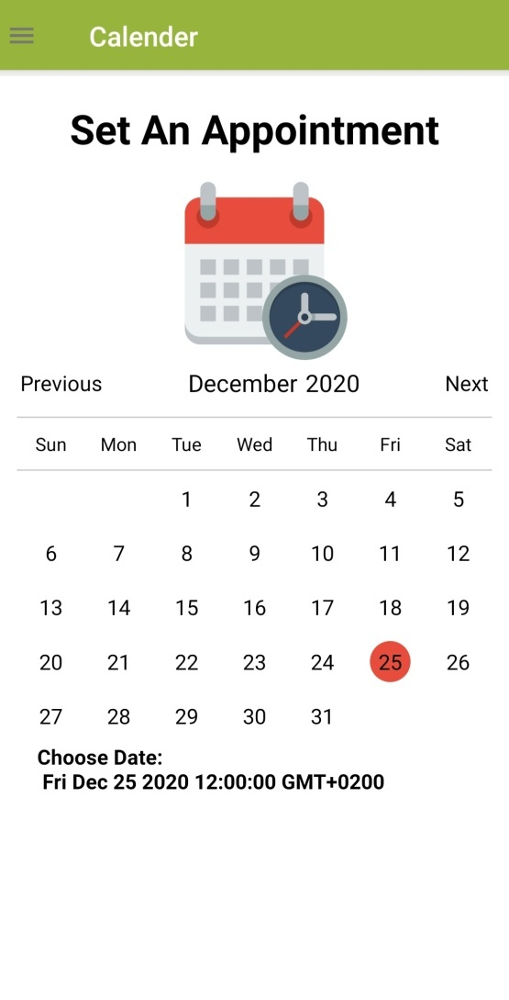 Calender
Set An Appointment
Previous December 2020 Next
Sun Mon Tue Wed Thu Fri Sat
1 2 3 4 5
6 7 8 9 10 11 12
13 14 15 16 17 18 19
20 21 22 23 24 25 26
27 28 29 30 31
Choose Date:
Fri Dec 25 2020 12:00:00 GMT+0200